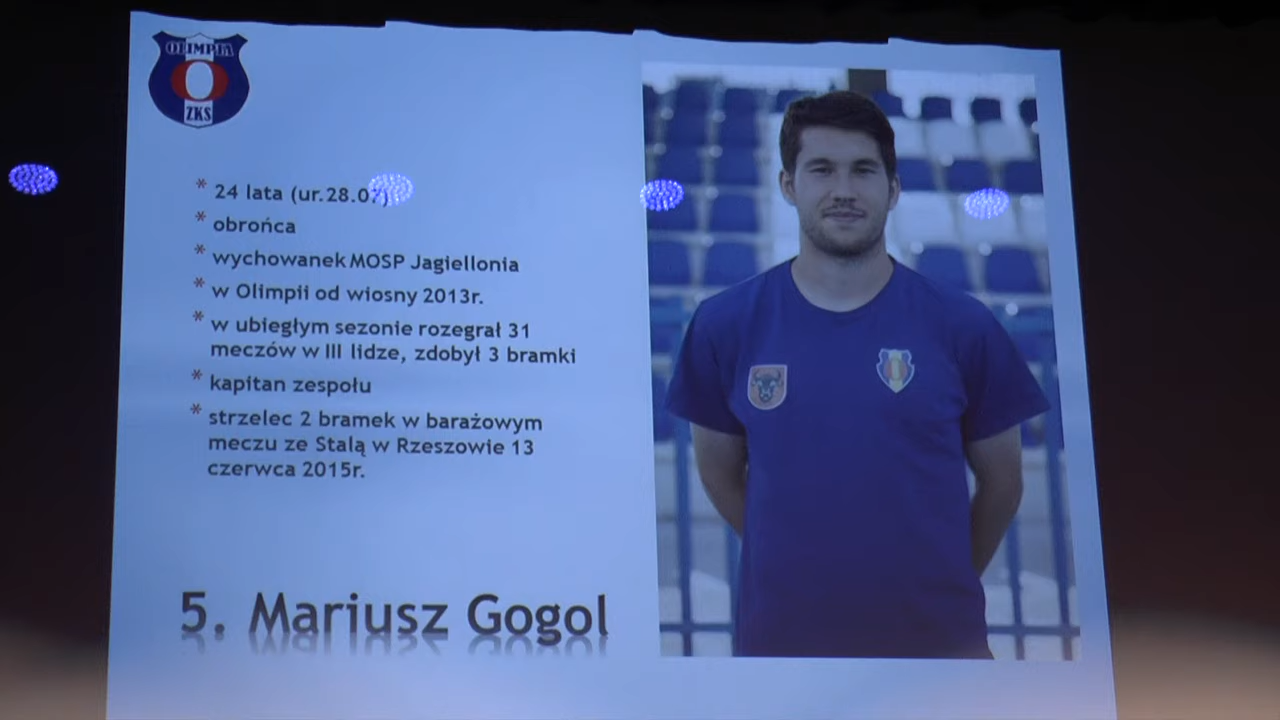 OLIMPIA
ZKS
* 24 lata (ur.28.07)
* obrońca
* wychowanek MOSP Jagiellonia
* w Olimpii od wiosny 2013r.
* w ubiegłym sezonie rozegrał 31
meczów w III lidze, zdobył 3 bramki
* kapitan zespołu
* strzelec 2 bramek w barażowym
meczu ze Stalą w Rzeszowie 13
czerwca 2015r.
5. Mariusz Gogol